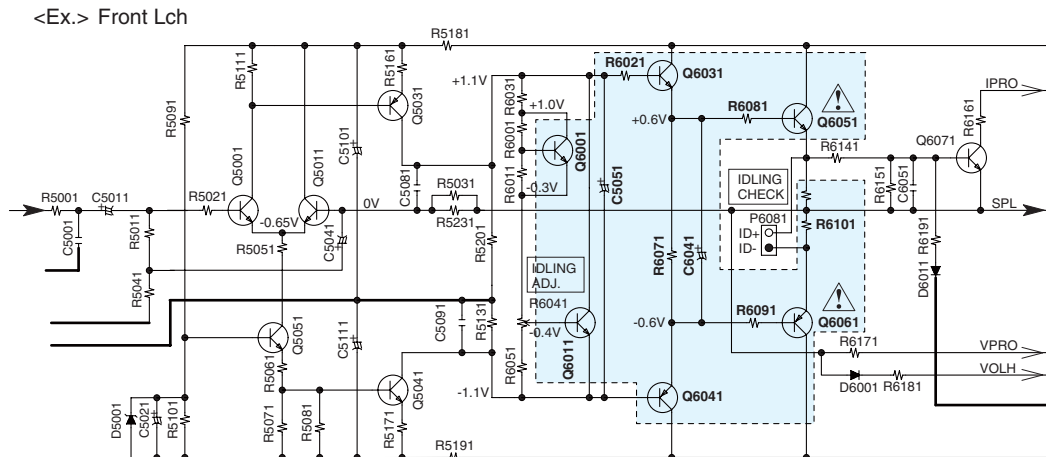 <Ex.> Front Lch
R5181
R5111
R5161
R6021
Q6031
IPRO
+1.1V
R6031
Q5031
+1.0V
R5091
C5101
+0.6V
R6081
Q6051
R6161
Q6071
R6001
Q6001
R6141
Q5001
Q5011
C5081
R6011
C5051
IDLING
CHECK
R6151
C6051
R5001
C5011
R5021
R5031
-0.3V
0V
SPL
P6081
-0.65V
R5231
ID+
ID-
R6101
C5001
R5011
R5051
C5041
R5201
R6071
C6041
R6191
R5041
IDLING
ADJ.
D6011
R6041
C5091
R5131
-0.4V
Q6011
-0.6V
R6091
Q6061
Q5051
C5111
R6051
R6171
VPRO
R5061
Q5041
VOLH
D6001
R6181
-1.1V
Q6041
D5001
C5021
R5101
R5071
R5081
R5171
R5191